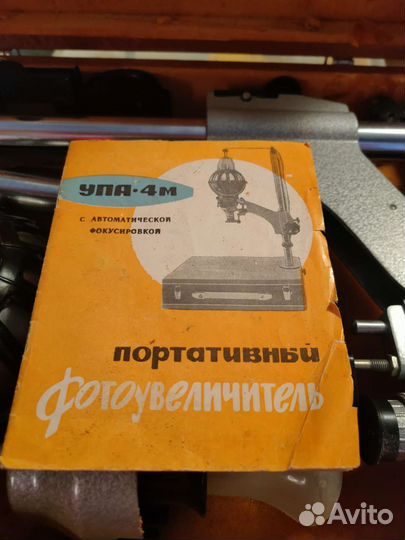 УПА-4м
С АВТОМАТИЧЕСКОЙ
ФОКУСИРОВКОЙ
ПОРТАТИВНЫЙ
фотоувеличитель
Avito